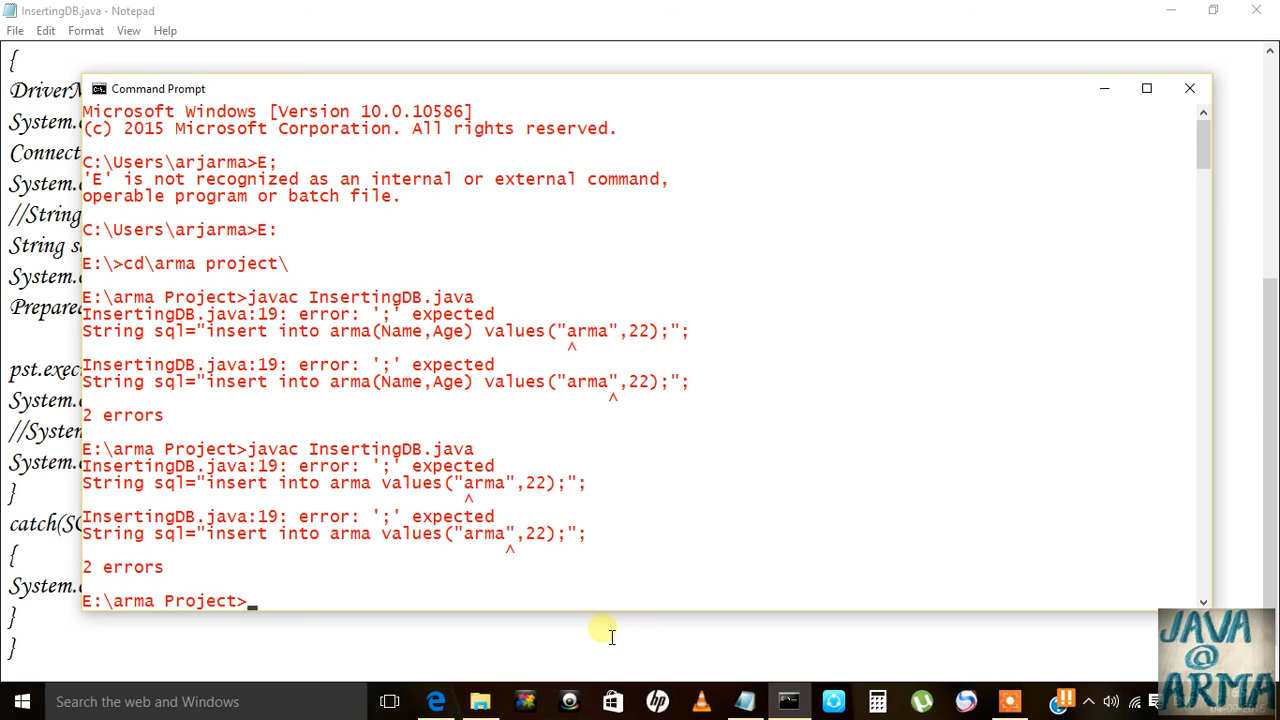 InsertingDB.java - Notepad
File Edit Format View Help
{
DriverM
System.
Connect
System.
//String
String s
System.
Prepared
pst.exec
System.
//System
System.
}
catch(SQ
{
System.
}
}
Command Prompt
Microsoft Windows [Version 10.0.10586]
(c) 2015 Microsoft Corporation. All rights reserved.
C:\Users\arjarma>E;
'E' is not recognized as an internal or external command,
operable program or batch file.
C:\Users\arjarma>E:
E:\>cd\arma project\
E:\arma Project>javac InsertingDB.java
InsertingDB.java:19: error: ';' expected
String sql="insert into arma(Name,Age) values("arma",22);";
^
InsertingDB.java:19: error: ';' expected
String sql="insert into arma(Name,Age) values("arma",22);";
^
2 errors
E:\arma Project>javac InsertingDB.java
InsertingDB.java:19: error: ';' expected
String sql="insert into arma values("arma",22);";
^
InsertingDB.java:19: error: ';' expected
String sql="insert into arma values("arma",22);";
^
2 errors
E:\arma Project>
JAVA
@
ARMA
Search the web and Windows
hp